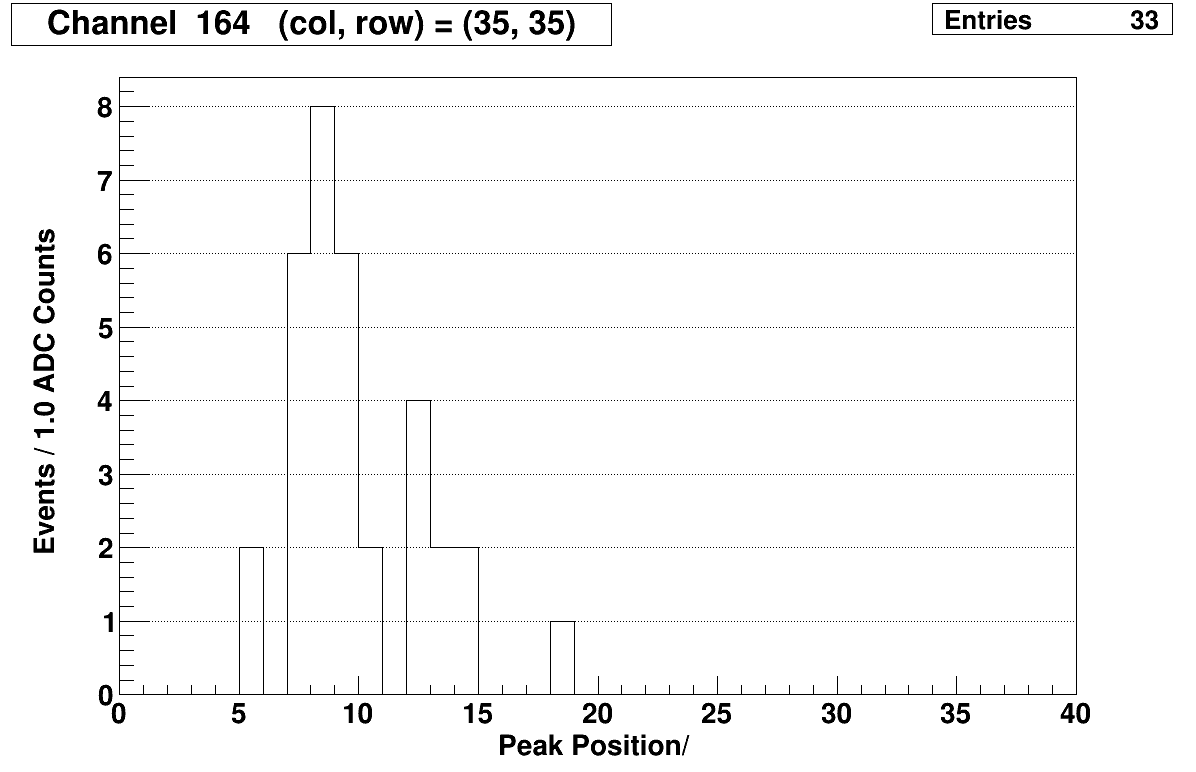 Channel 164 (col, row) = (35, 35)
Entries 33
8
7
6
5
4
3
2
1
0
Events / 1.0 ADC Counts
0 5 10 15 20 25 30 35 40
Peak Position/